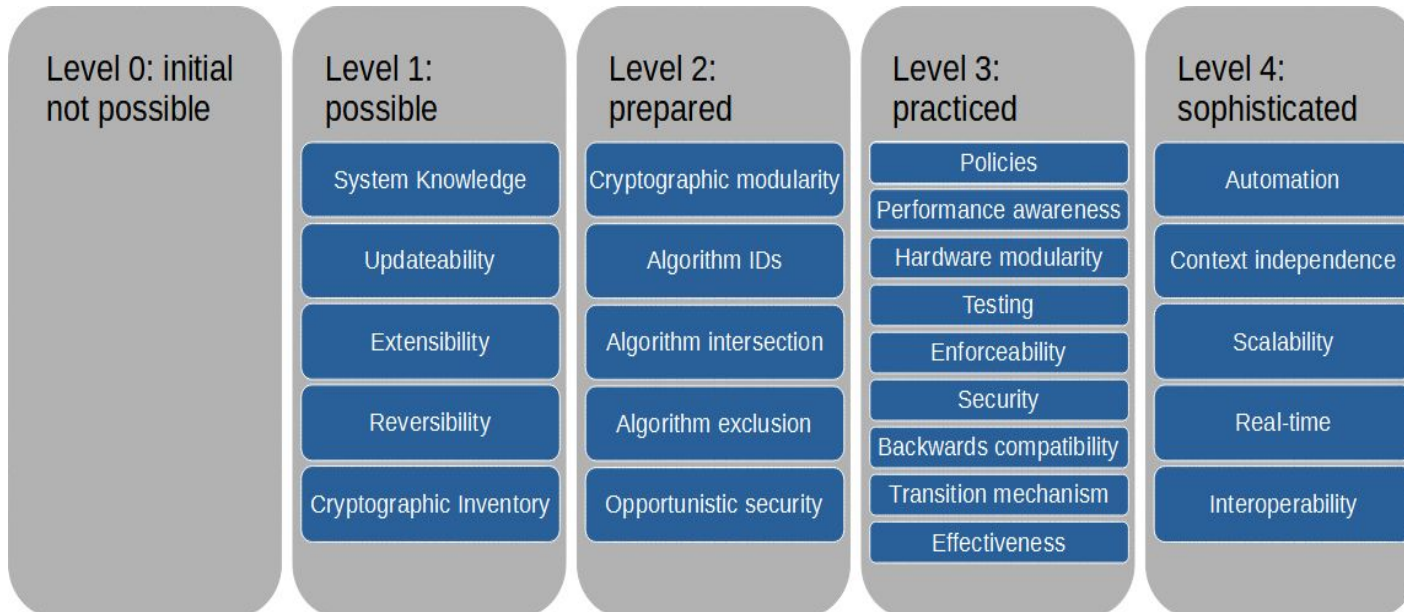 Level 0: initial
not possible
Level 1:
possible
System Knowledge
Updateability
Extensibility
Reversibility
Cryptographic Inventory
Level 2:
prepared
Cryptographic modularity
Algorithm IDs
Algorithm intersection
Algorithm exclusion
Opportunistic security
Level 3:
practiced
Policies
Performance awareness
Hardware modularity
Testing
Enforceability
Security
Backwards compatibility
Transition mechanism
Effectiveness
Level 4:
sophisticated
Automation
Context independence
Scalability
Real-time
Interoperability